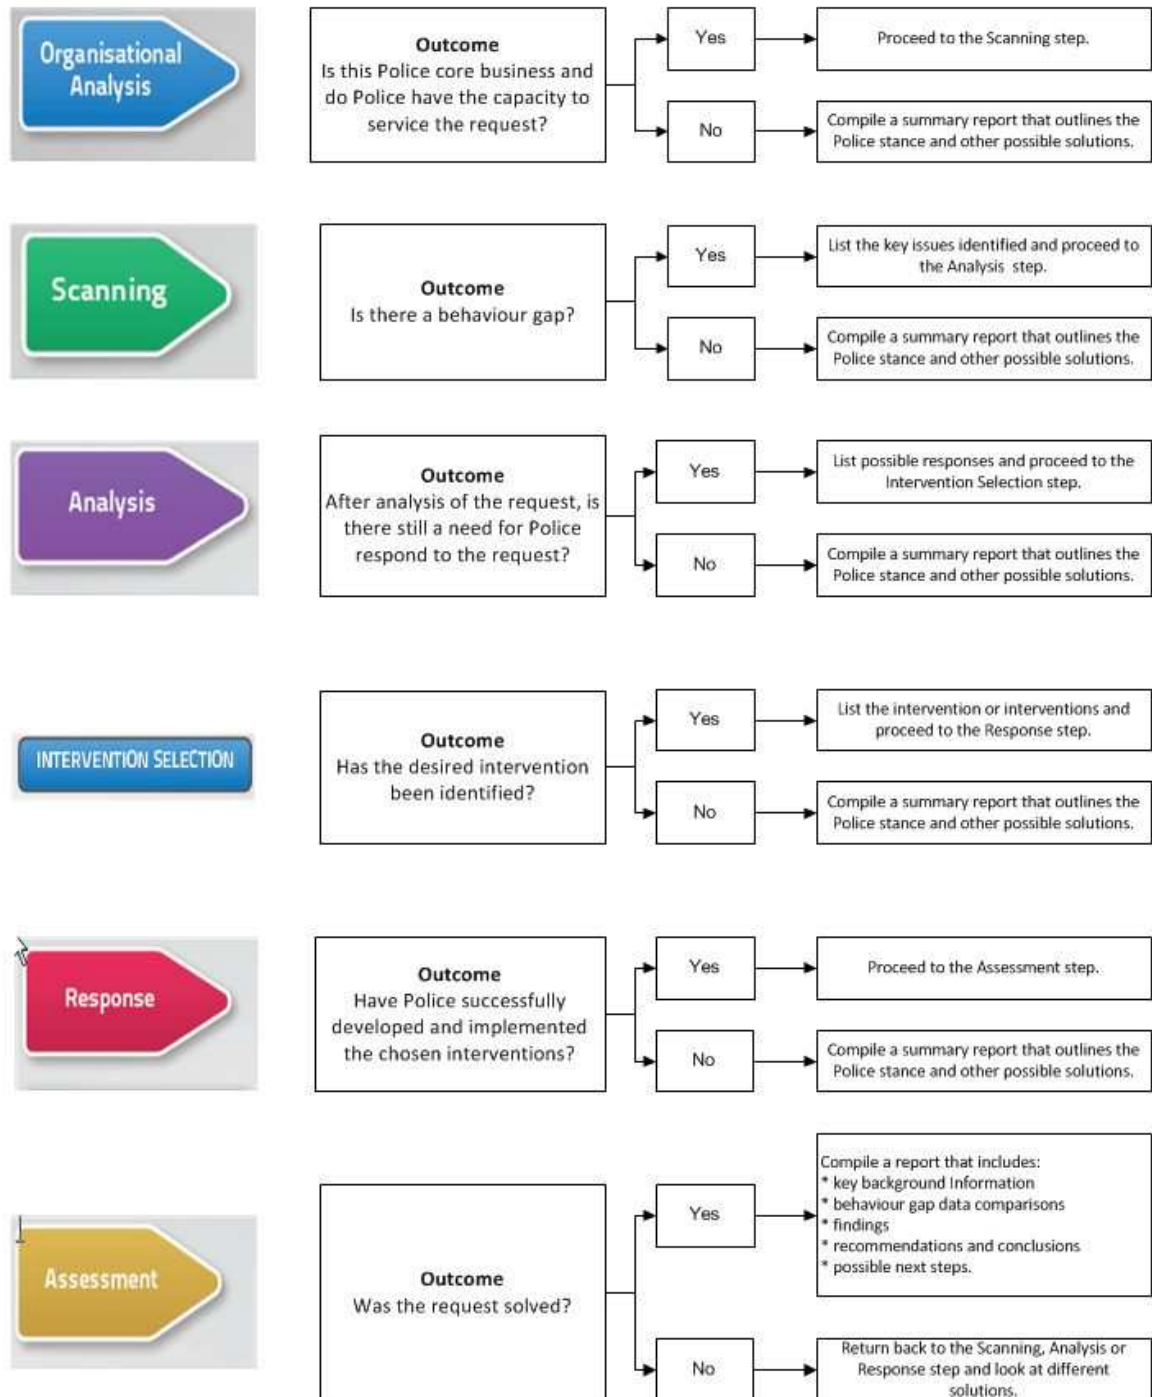 Organisational
Analysis
Outcome
Is this Police core business and
do Police have the capacity to
service the request?
Yes
Proceed to the Scanning step.
No
Compile a summary report that outlines the
Police stance and other possible solutions.
Scanning
Outcome
Is there a behaviour gap?
Yes
List the key issues identified and proceed to
the Analysis step.
No
Compile a summary report that outlines the
Police stance and other possible solutions.
Analysis
Outcome
After analysis of the request, is
there still a need for Police
respond to the request?
Yes
List possible responses and proceed to the
Intervention Selection step.
No
Compile a summary report that outlines the
Police stance and other possible solutions.
INTERVENTION SELECTION
Outcome
Has the desired intervention
been identified?
Yes
List the intervention or interventions and
proceed to the Response step.
No
Compile a summary report that outlines the
Police stance and other possible solutions.
Response
Outcome
Have Police successfully
developed and implemented
the chosen interventions?
Yes
Proceed to the Assessment step.
No
Compile a summary report that outlines the
Police stance and other possible solutions.
Assessment
Outcome
Was the request solved?
Yes
Compile a report that includes:
* key background Information
* behaviour gap data comparisons
* findings
* recommendations and conclusions
* possible next steps.
No
Return back to the Scanning, Analysis or
Response step and look at different
solutions.